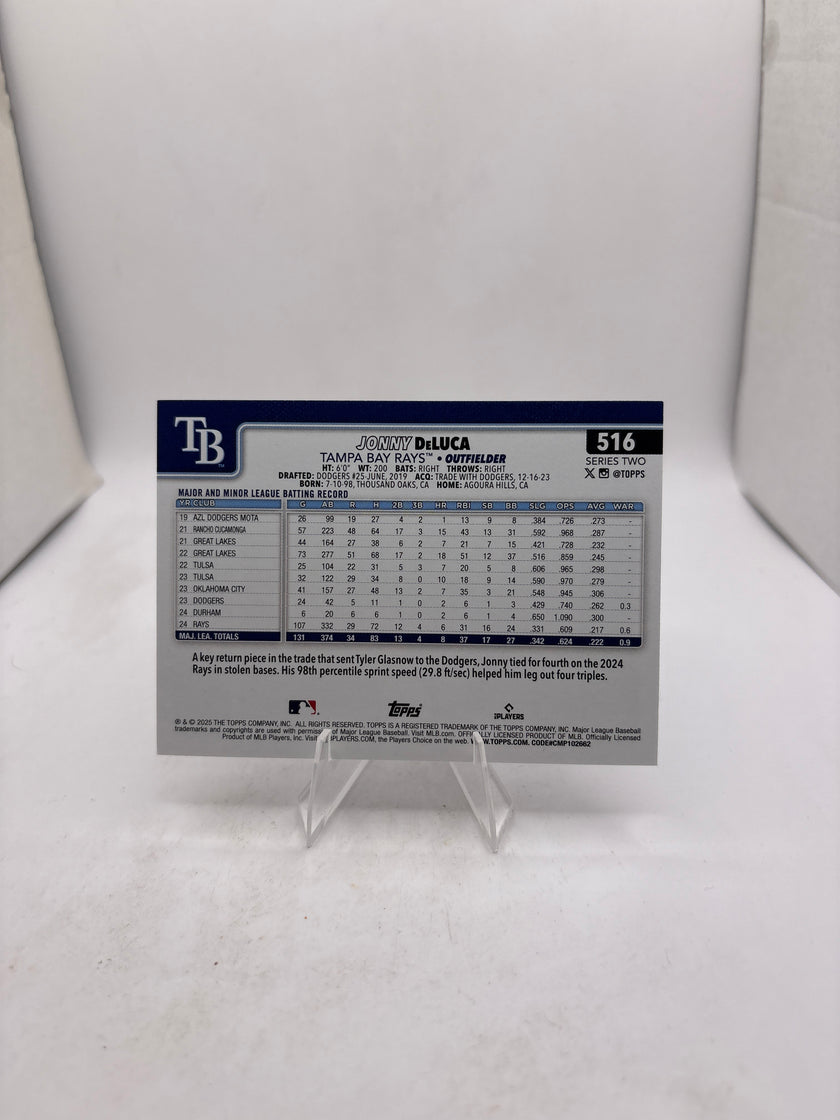 TB™
516
JONNY DeLUCA
SERIES TWO
TAMPA BAY RAYS™ • OUTFIELDER
@TOPPS
HT: 6'0" WT: 200 BATS: RIGHT THROWS: RIGHT
DRAFTED: DODGERS #25-JUNE, 2019 ACQ: TRADE WITH DODGERS, 12-16-23
BORN: 7-10-98, THOUSAND OAKS, CA HOME: AGOURA HILLS, CA
MAJOR AND MINOR LEAGUE BATTING RECORD
YR CLUB G AB R H 2B 3B HR RBI SB BB SLG OPS AVG WAR
19 AZL DODGERS MOTA 26 99 19 27 4 2 1 13 9 8 .384 .726 .273 -
21 RANCHO CUCAMONGA 57 223 48 64 17 3 15 43 13 31 .592 .968 .287 -
21 GREAT LAKES 44 164 27 38 6 2 7 21 7 15 .421 .728 .232 -
22 GREAT LAKES 73 277 51 68 17 2 18 51 12 37 .516 .859 .245 -
22 TULSA 25 104 22 31 5 3 7 20 5 8 .606 .965 .298 -
23 TULSA 32 122 29 34 8 0 10 18 9 14 .590 .970 .279 -
23 OKLAHOMA CITY 41 157 27 48 13 2 7 35 3 21 .548 .945 .306 -
23 DODGERS 24 42 5 11 1 0 2 6 1 3 .429 .740 .262 0.3
24 DURHAM 6 20 6 6 1 0 2 6 1 4 .650 1.090 .300 -
24 RAYS 107 332 29 72 12 4 6 31 16 24 .331 .609 .217 0.6
MAJ. LEA. TOTALS 131 374 34 83 13 4 8 37 17 27 .342 .624 .222 0.9
A key return piece in the trade that sent Tyler Glasnow to the Dodgers, Jonny tied for fourth on the 2024
Rays in stolen bases. His 98th percentile sprint speed (29.8 ft/sec) helped him leg out four triples.
TOPPS PLAYERS
® & © 2025 THE TOPPS COMPANY, INC. ALL RIGHTS RESERVED. TOPPS IS A REGISTERED TRADEMARK OF THE TOPPS COMPANY, INC. Major League Baseball
trademarks and copyrights are used with permission of Major League Baseball. Visit MLB.com. OFFICIALLY LICENSED PRODUCT OF MLB. Officially Licensed
Product of MLB Players, Inc. Visit MLBPLAYERS.COM, the Players Choice on the web. WWW.TOPPS.COM. CODE#CMP102662